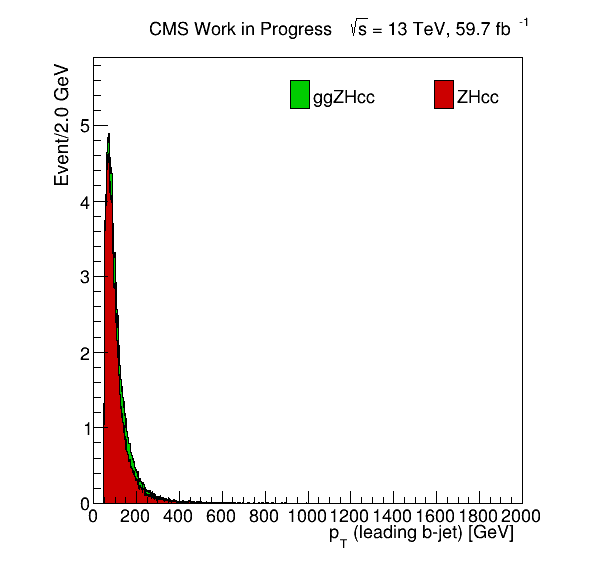 CMS Work in Progress √s = 13 TeV, 59.7 fb⁻¹
Event/2.0 GeV
ggZHcc ZHcc
5
4
3
2
1
0
0 200 400 600 800 1000 1200 1400 1600 1800 2000
p_T (leading b-jet) [GeV]